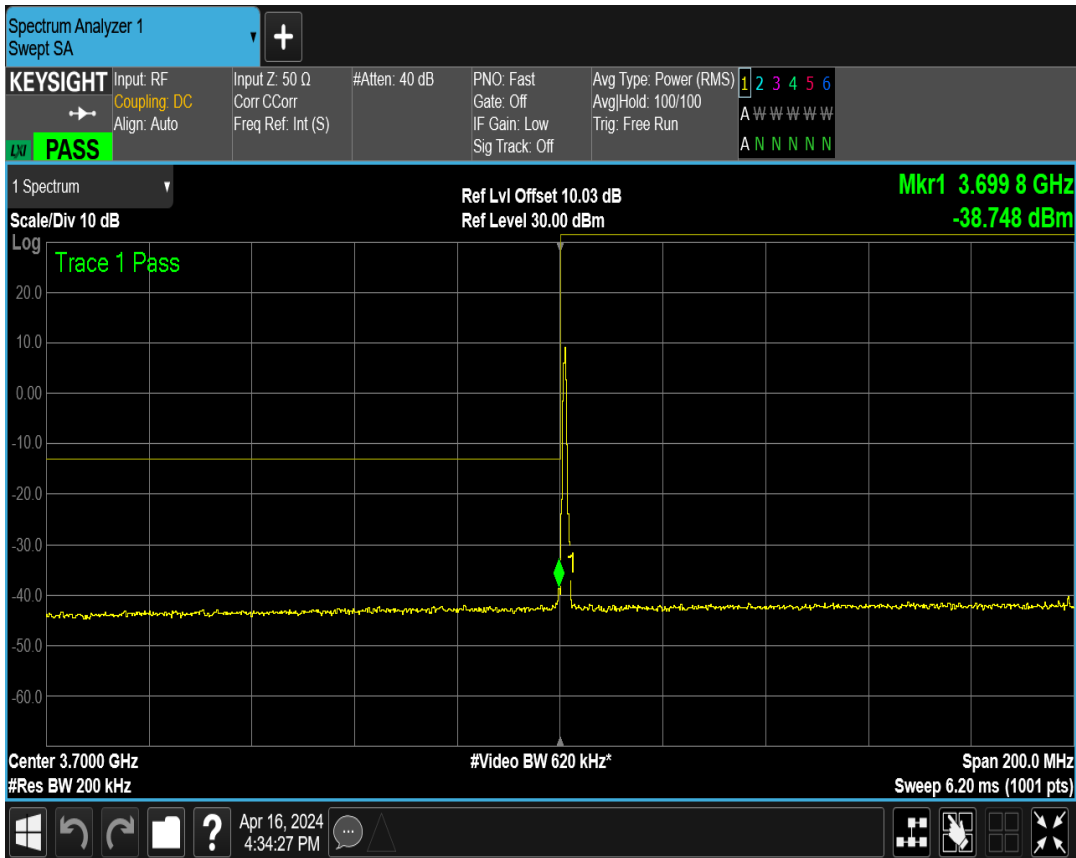 Spectrum Analyzer 1
Swept SA
+
KEYSIGHT
LXI PASS
Input: RF
Coupling: DC
Align: Auto
Input Z: 50 Ω
Corr CCorr
Freq Ref: Int (S)
#Atten: 40 dB
PNO: Fast
Gate: Off
IF Gain: Low
Sig Track: Off
Avg Type: Power (RMS)
Avg|Hold: 100/100
Trig: Free Run
1 2 3 4 5 6
A W W W W W
A N N N N N
1 Spectrum
Scale/Div 10 dB
Ref Lvl Offset 10.03 dB
Ref Level 30.00 dBm
Mkr1 3.699 8 GHz
-38.748 dBm
Log
Trace 1 Pass
20.0
10.0
0.00
-10.0
-20.0
-30.0
1
-40.0
-50.0
-60.0
Center 3.7000 GHz
#Video BW 620 kHz*
Span 200.0 MHz
#Res BW 200 kHz
Sweep 6.20 ms (1001 pts)
?
Apr 16, 2024
4:34:27 PM